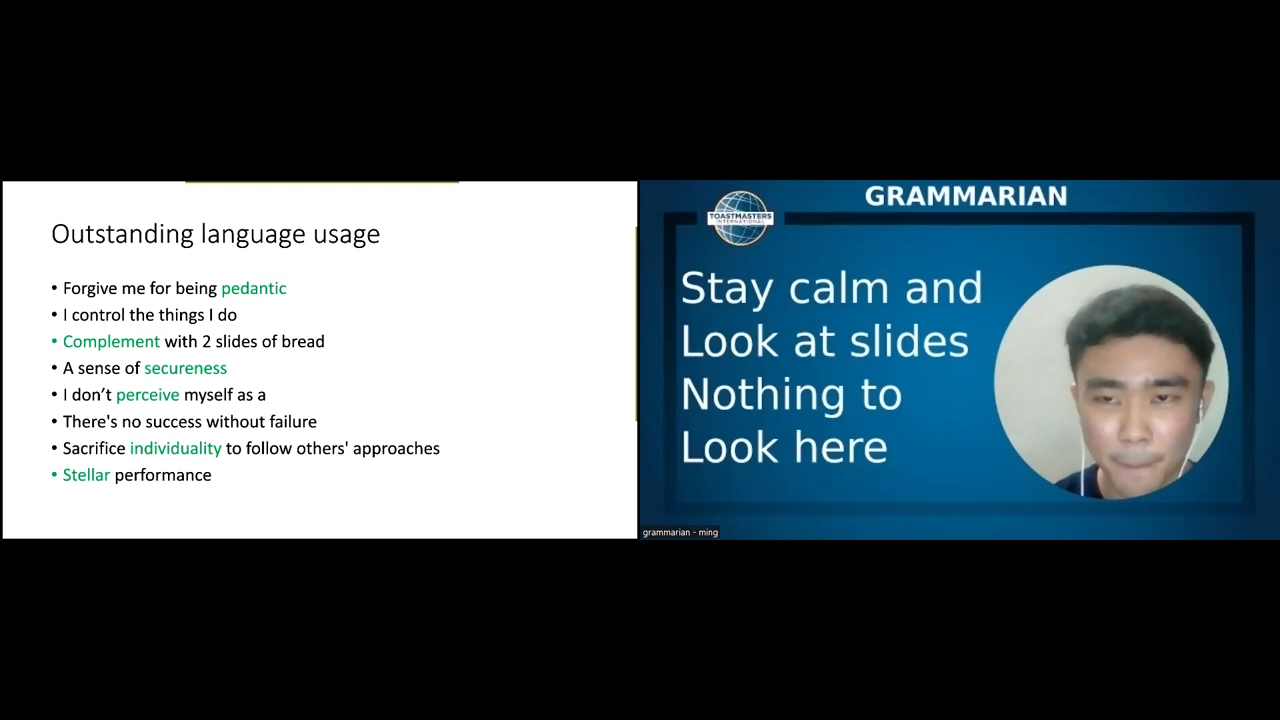 Outstanding language usage
• Forgive me for being pedantic
• I control the things I do
• Complement with 2 slides of bread
• A sense of secureness
• I don’t perceive myself as a
• There's no success without failure
• Sacrifice individuality to follow others' approaches
• Stellar performance
GRAMMARIAN
TOASTMASTERS
INTERNATIONAL
Stay calm and
Look at slides
Nothing to
Look here
grammarian - ming